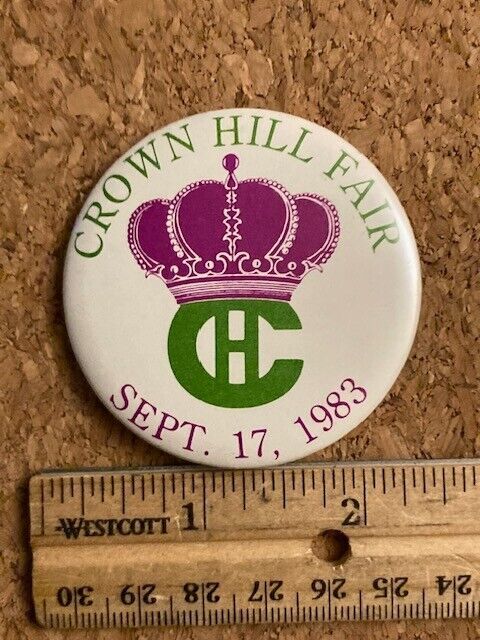 CROWN HILL FAIR
CH
SEPT. 17, 1983
1 2
WESTCOTT
30 29 28 27 26 25 24